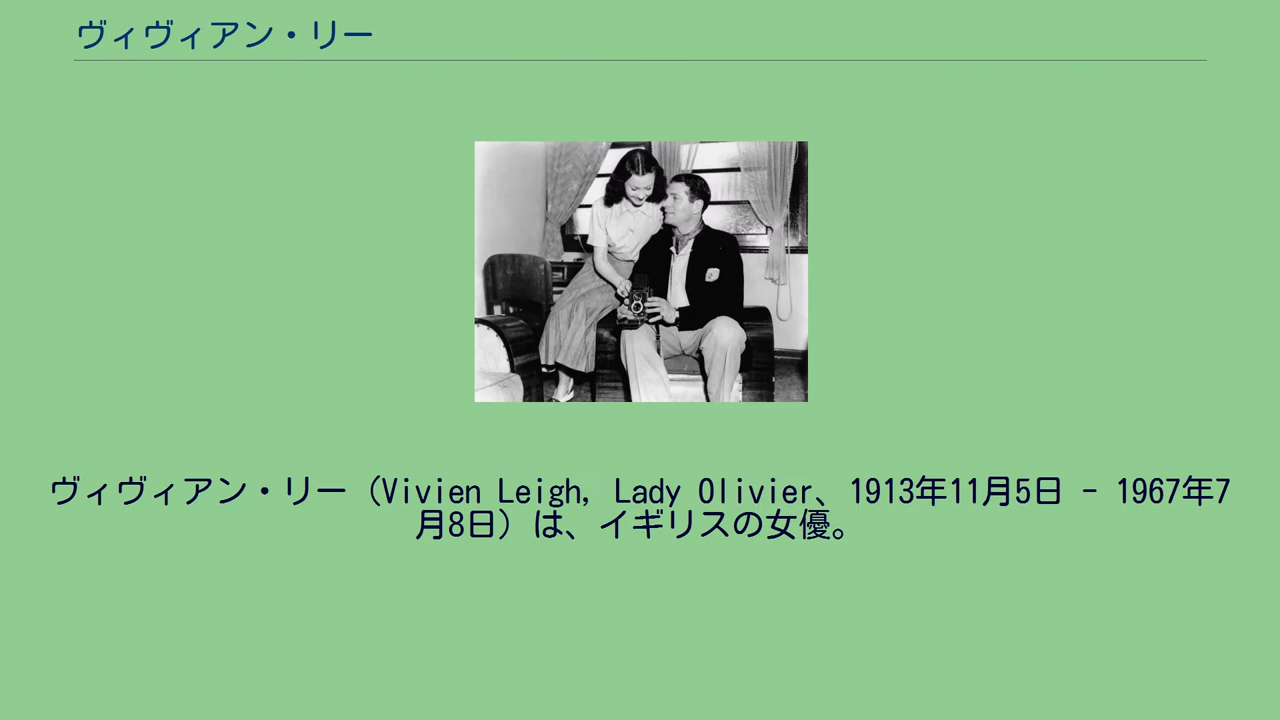 ヴィヴィアン・リー
ヴィヴィアン・リー（Vivien Leigh, Lady Olivier、1913年11月5日 - 1967年7
月8日）は、イギリスの女優。